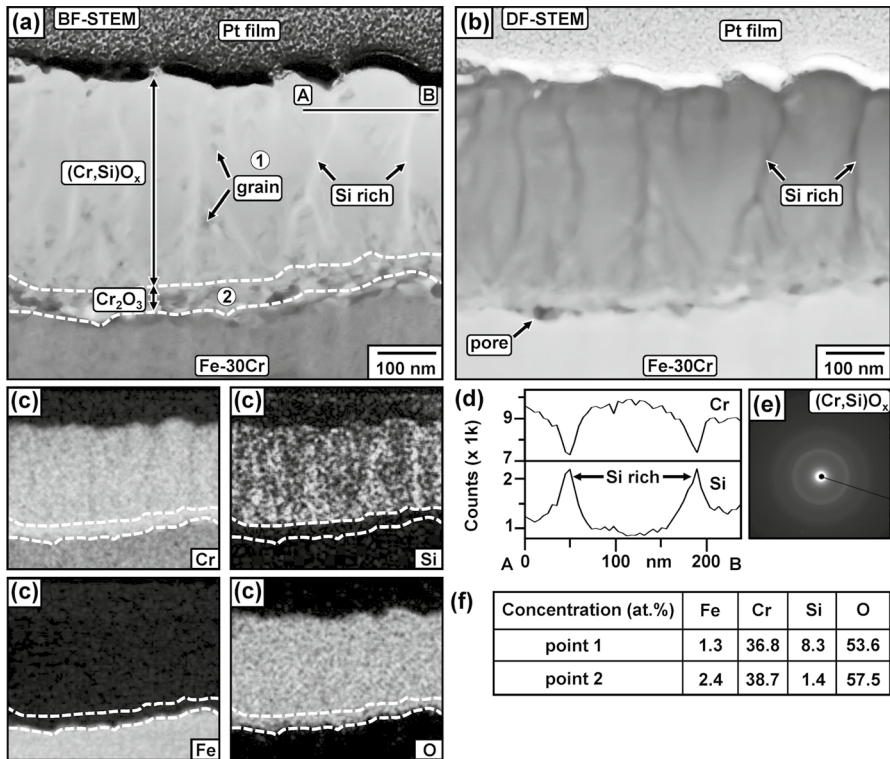 (a) BF-STEM
Pt film
A B
(Cr,Si)Oₓ
1
grain
Si rich
Cr₂O₃
2
Fe-30Cr
100 nm
(b) DF-STEM
Pt film
Si rich
pore
Fe-30Cr
100 nm
(c)
Cr
(c)
Si
(c)
Fe
(c)
O
(d)
Counts (x 1k)
9
7
2
1
Cr
Si rich
Si
0 100 nm 200
A B
(e) (Cr,Si)Oₓ
(f)
Concentration (at.%) Fe Cr Si O
point 1 1.3 36.8 8.3 53.6
point 2 2.4 38.7 1.4 57.5